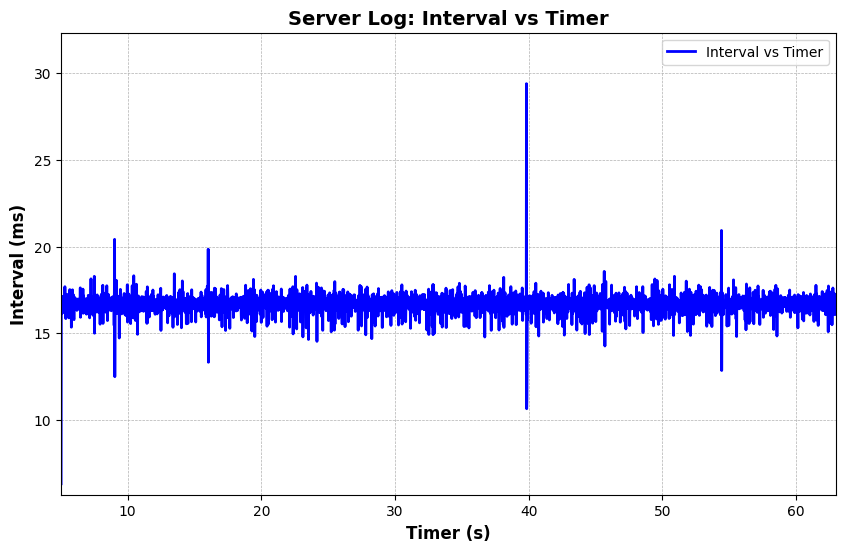 Server Log: Interval vs Timer
Interval vs Timer
Interval (ms)
30
25
20
15
10
10 20 30 40 50 60
Timer (s)